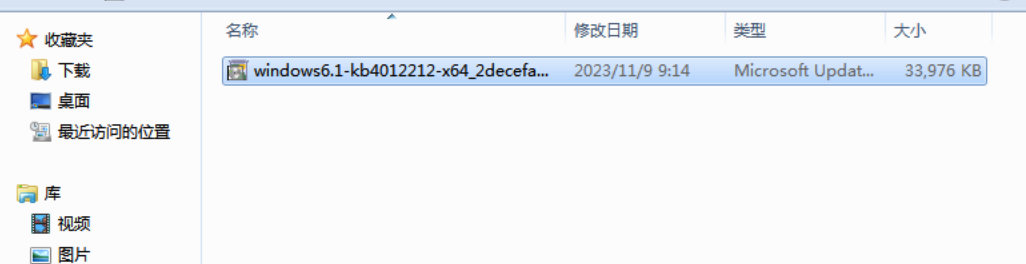 名称 修改日期 类型 大小
收藏夹
下载
桌面
最近访问的位置
库
视频
图片
windows6.1-kb4012212-x64_2decefa... 2023/11/9 9:14 Microsoft Updat... 33,976 KB